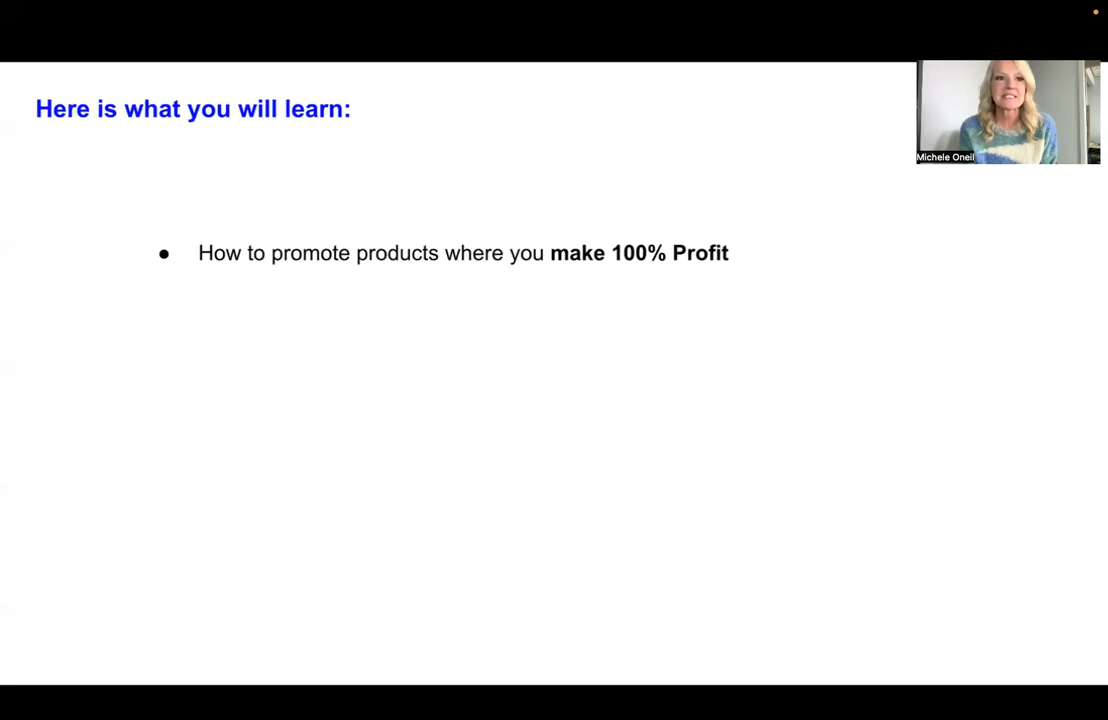 Here is what you will learn:
Michele Oneil
● How to promote products where you make 100% Profit